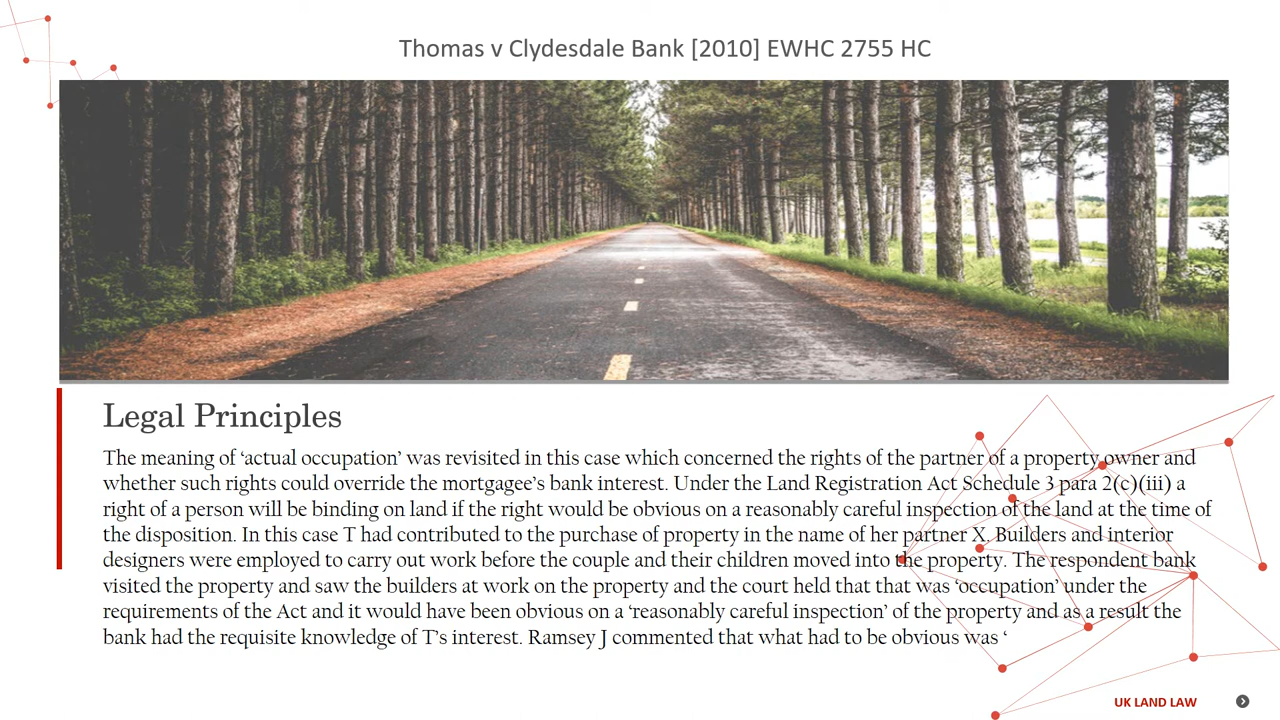 Thomas v Clydesdale Bank [2010] EWHC 2755 HC
Legal Principles
The meaning of ‘actual occupation’ was revisited in this case which concerned the rights of the partner of a property owner and
whether such rights could override the mortgagee’s bank interest. Under the Land Registration Act Schedule 3 para 2(c)(iii) a
right of a person will be binding on land if the right would be obvious on a reasonably careful inspection of the land at the time of
the disposition. In this case T had contributed to the purchase of property in the name of her partner X. Builders and interior
designers were employed to carry out work before the couple and their children moved into the property. The respondent bank
visited the property and saw the builders at work on the property and the court held that that was ‘occupation’ under the
requirements of the Act and it would have been obvious on a ‘reasonably careful inspection’ of the property and as a result the
bank had the requisite knowledge of T’s interest. Ramsey J commented that what had to be obvious was ‘
UK LAND LAW